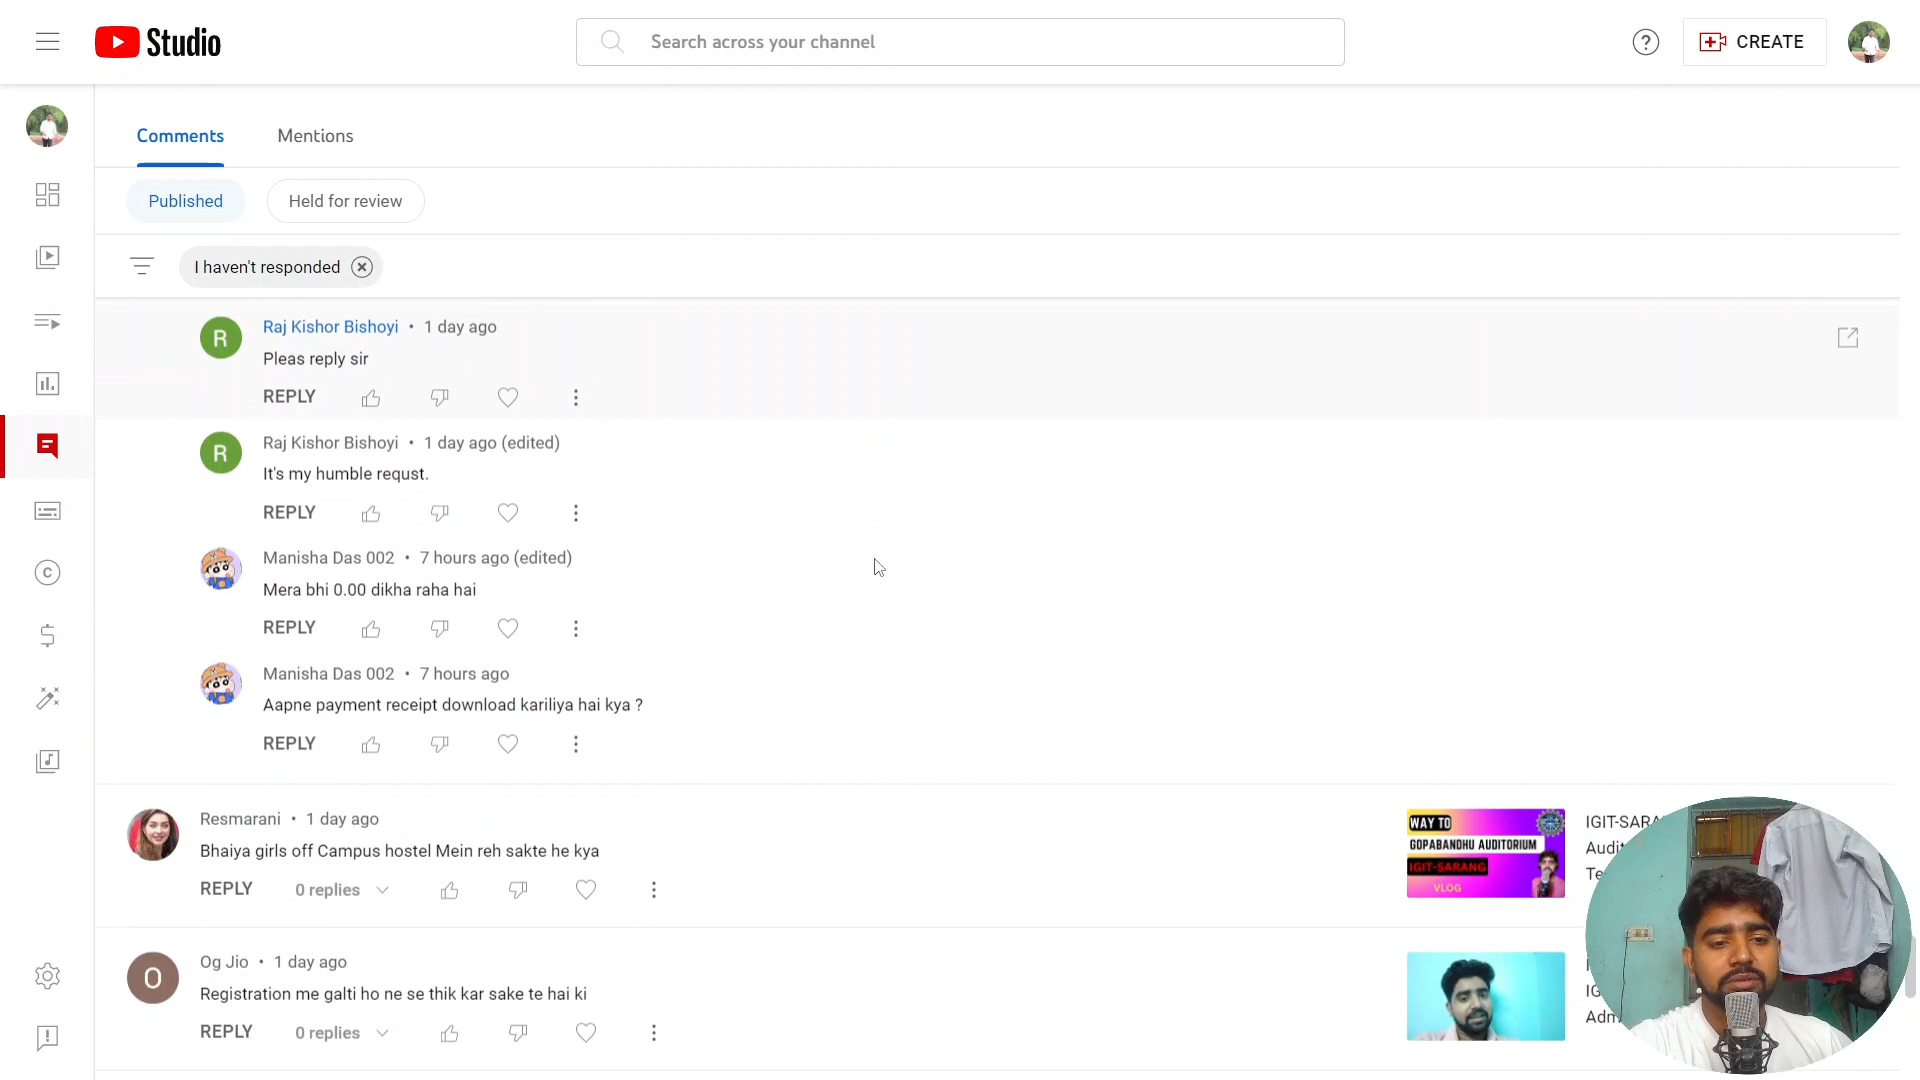 Studio
Search across your channel
?
CREATE
Comments
Mentions
Published
Held for review
I haven't responded
R
Raj Kishor Bishoyi • 1 day ago
Pleas reply sir
REPLY
R
Raj Kishor Bishoyi • 1 day ago (edited)
It's my humble requst.
REPLY
Manisha Das 002 • 7 hours ago (edited)
Mera bhi 0.00 dikha raha hai
REPLY
Manisha Das 002 • 7 hours ago
Aapne payment receipt download kariliya hai kya ?
REPLY
Resmarani • 1 day ago
Bhaiya girls off Campus hostel Mein reh sakte he kya
REPLY 0 replies
WAY TO
GOPABANDHU AUDITORIUM
IGIT-SARANG
VLOG
O
Og Jio • 1 day ago
Registration me galti ho ne se thik kar sake te hai ki
REPLY 0 replies